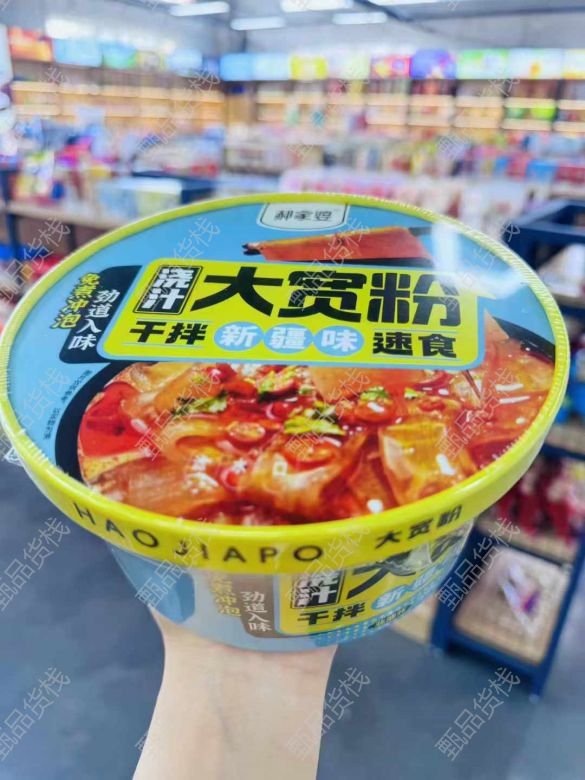 郝家婆
浇汁
大宽粉
干拌 新疆味 速食
免煮冲泡
劲道入味
HAOJIAPO 大宽粉
浇汁
干拌 新疆
免煮冲泡
劲道入味
甄品货栈